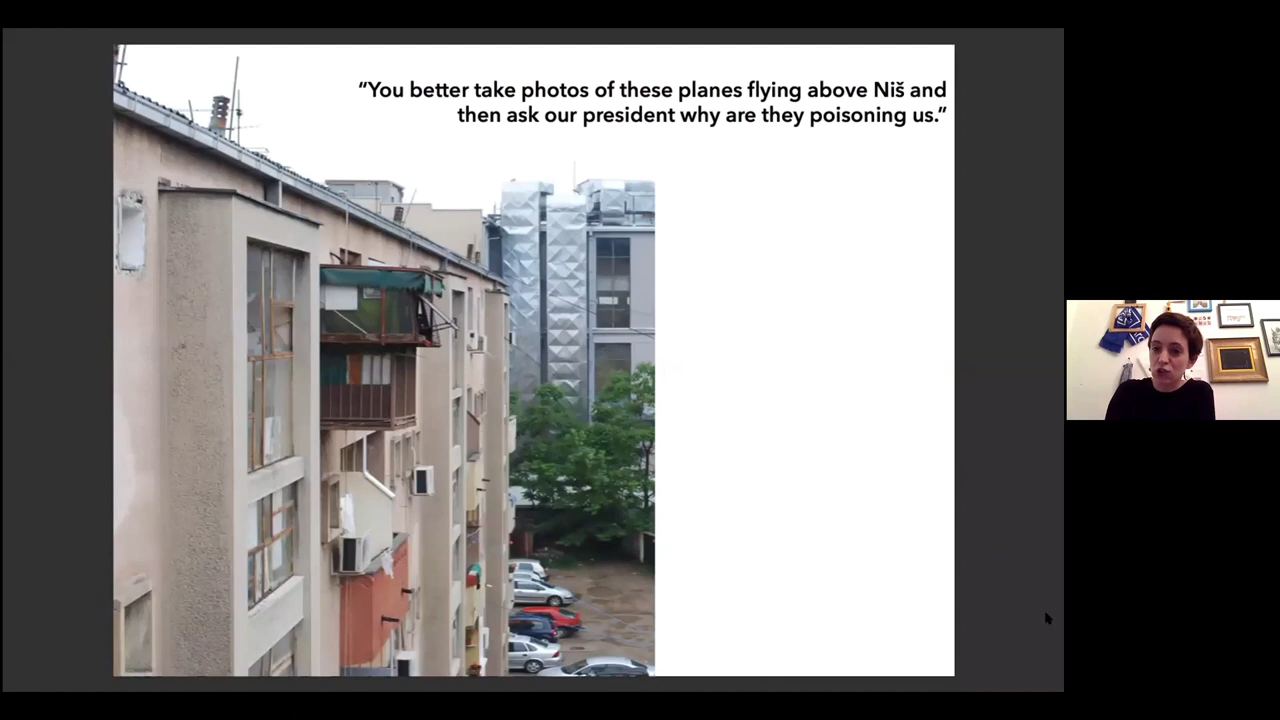 “You better take photos of these planes flying above Niš and
then ask our president why are they poisoning us.”